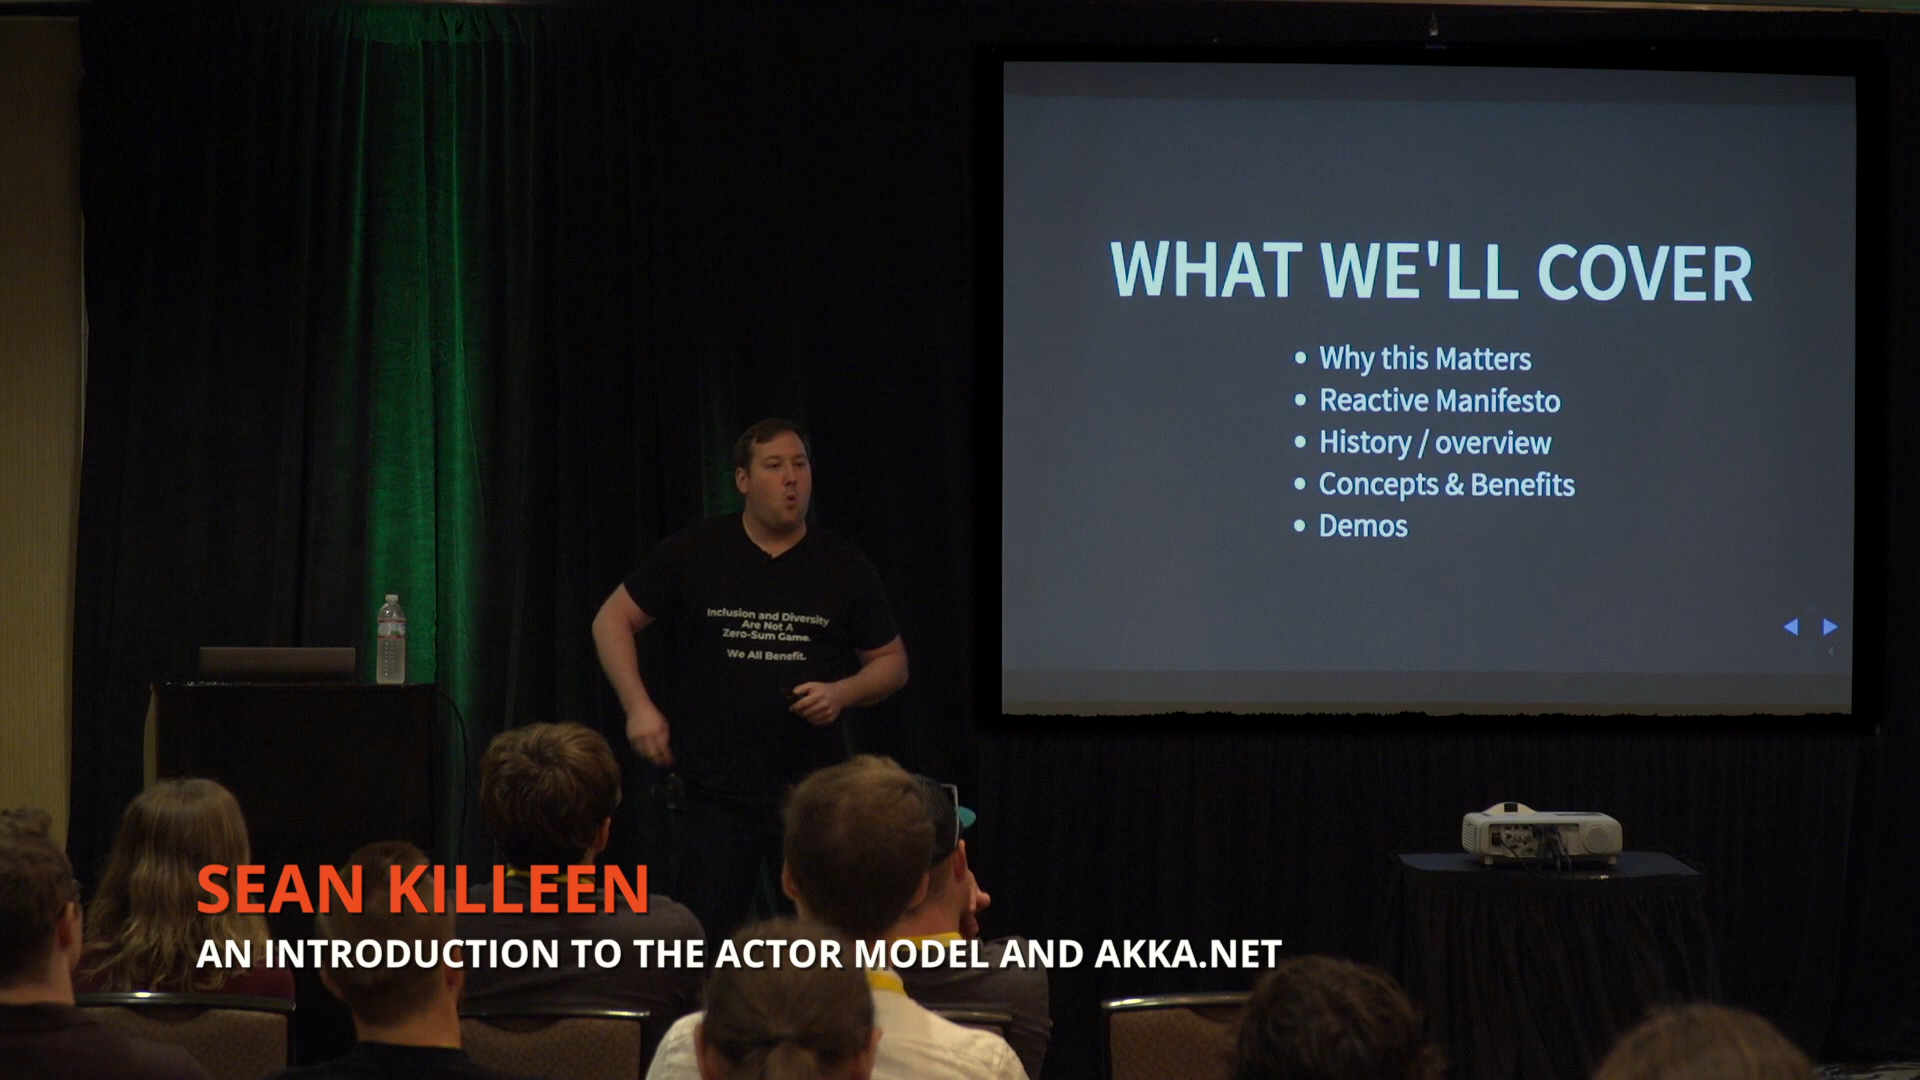 WHAT WE'LL COVER
Why this Matters
Reactive Manifesto
History / overview
Concepts & Benefits
Demos
Inclusion and Diversity
Are Not A
Zero-Sum Game.
We All Benefit.
SEAN KILLEEN
AN INTRODUCTION TO THE ACTOR MODEL AND AKKA.NET